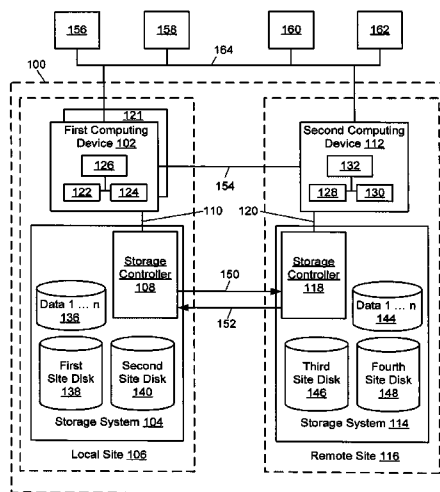 156
158
160
162
164
100
121
First Computing
Device 102
126
122
124
154
Second Computing
Device 112
132
128
130
110
120
Storage
Controller
108
150
152
Storage
Controller
118
Data 1 ... n
136
First
Site Disk
138
Second
Site Disk
140
Storage System 104
Local Site 106
Data 1 ... n
144
Third
Site Disk
146
Fourth
Site Disk
148
Storage System 114
Remote Site 116